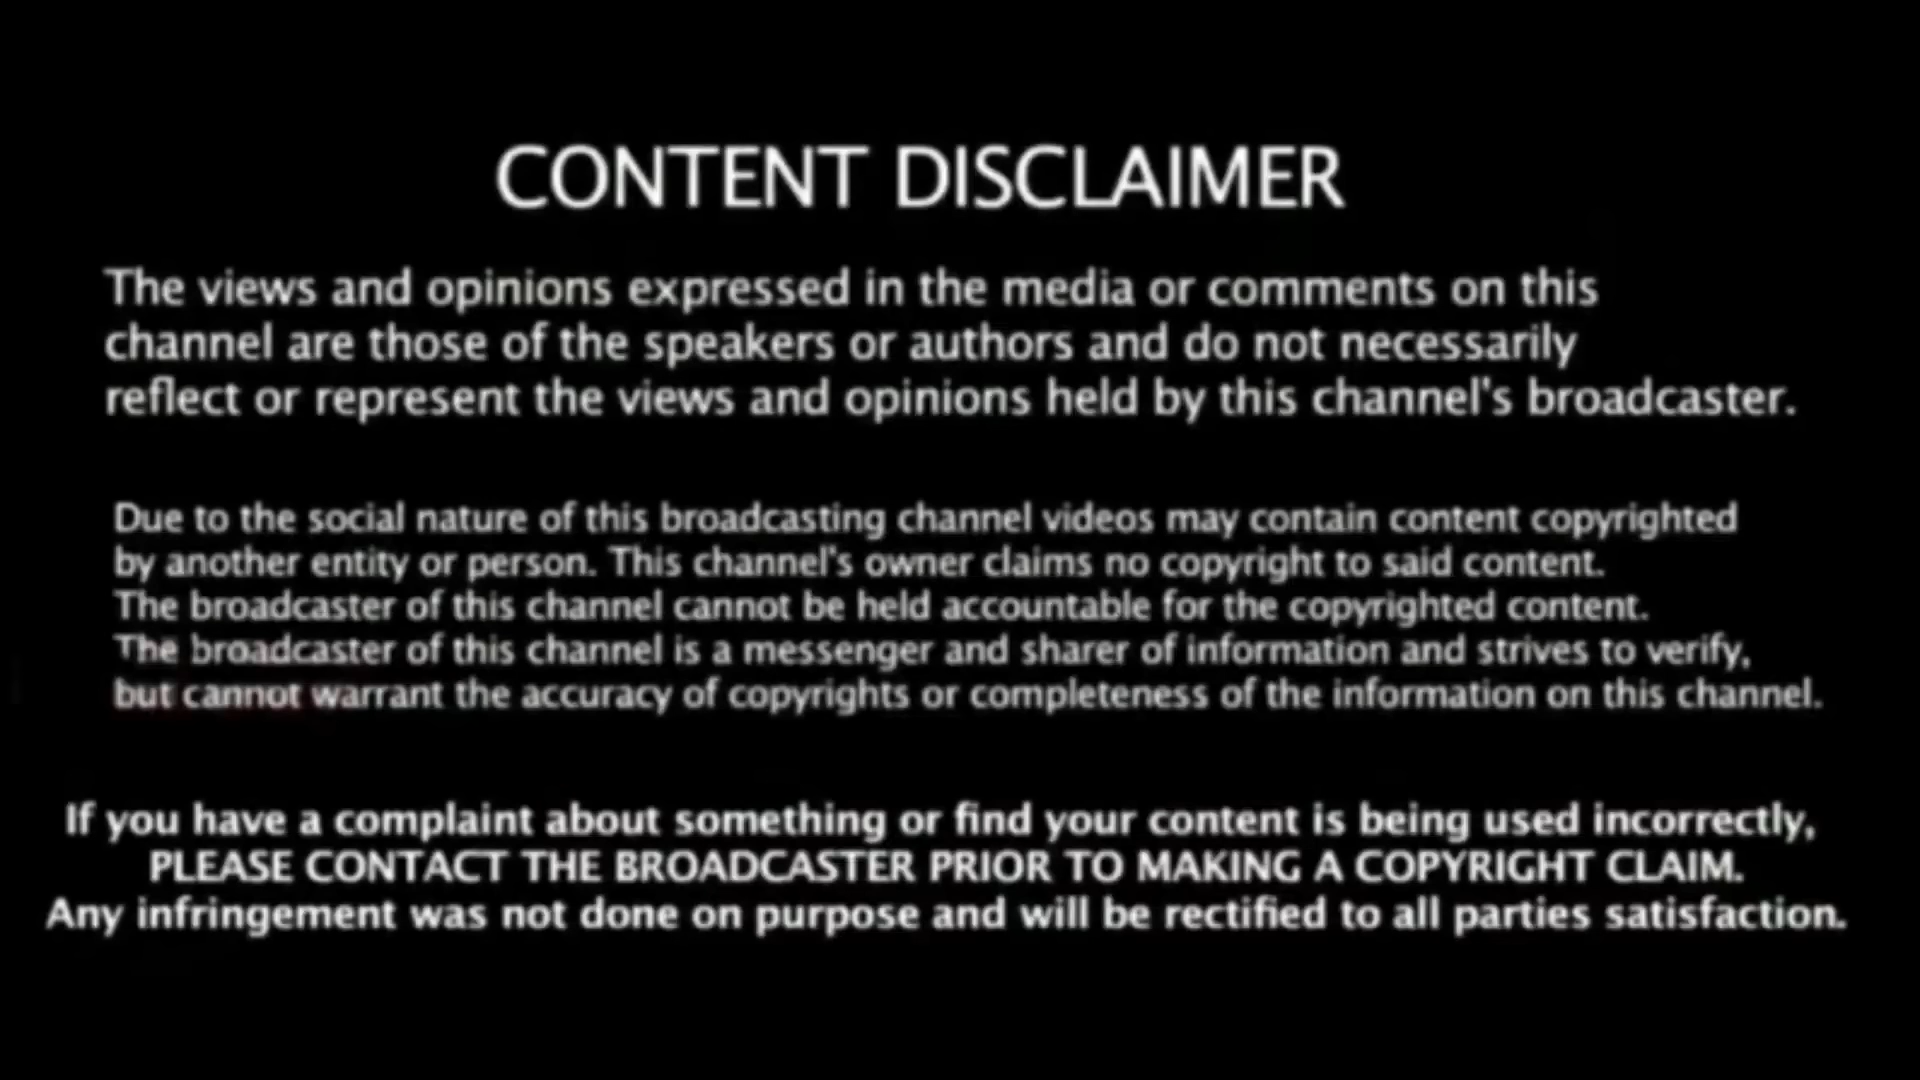 CONTENT DISCLAIMER
The views and opinions expressed in the media or comments on this
channel are those of the speakers or authors and do not necessarily
reflect or represent the views and opinions held by this channel's broadcaster.
Due to the social nature of this broadcasting channel videos may contain content copyrighted
by another entity or person. This channel's owner claims no copyright to said content.
The broadcaster of this channel cannot be held accountable for the copyrighted content.
The broadcaster of this channel is a messenger and sharer of information and strives to verify,
but cannot warrant the accuracy of copyrights or completeness of the information on this channel.
If you have a complaint about something or find your content is being used incorrectly,
PLEASE CONTACT THE BROADCASTER PRIOR TO MAKING A COPYRIGHT CLAIM.
Any infringement was not done on purpose and will be rectified to all parties satisfaction.